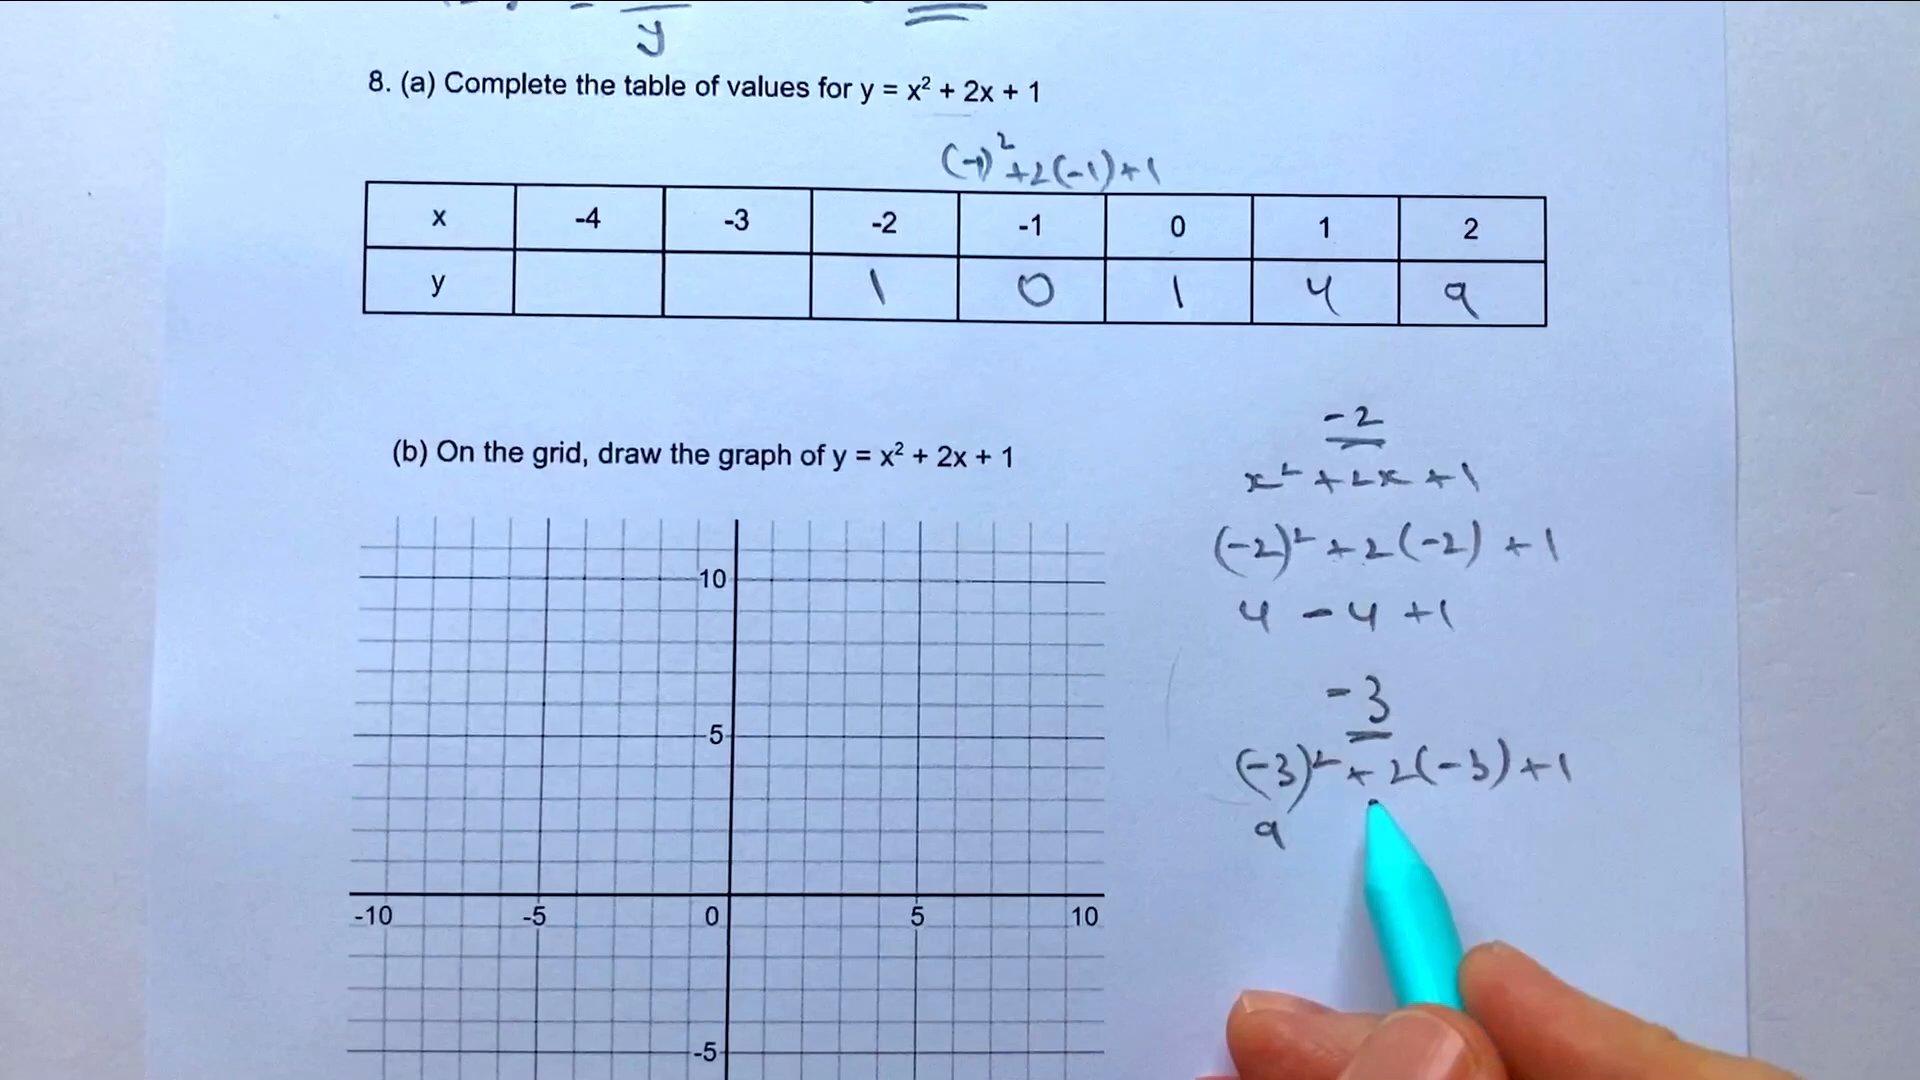 y
8. (a) Complete the table of values for y = x² + 2x + 1
(-1)² + 2(-1) + 1
x -4 -3 -2 -1 0 1 2
y 1 0 1 4 9
(b) On the grid, draw the graph of y = x² + 2x + 1
-2
x² + 2x + 1
(-2)² + 2(-2) + 1
4 - 4 + 1
-3
(-3)² + 2(-3) + 1
9
10
5
-10 -5 0 5 10
-5